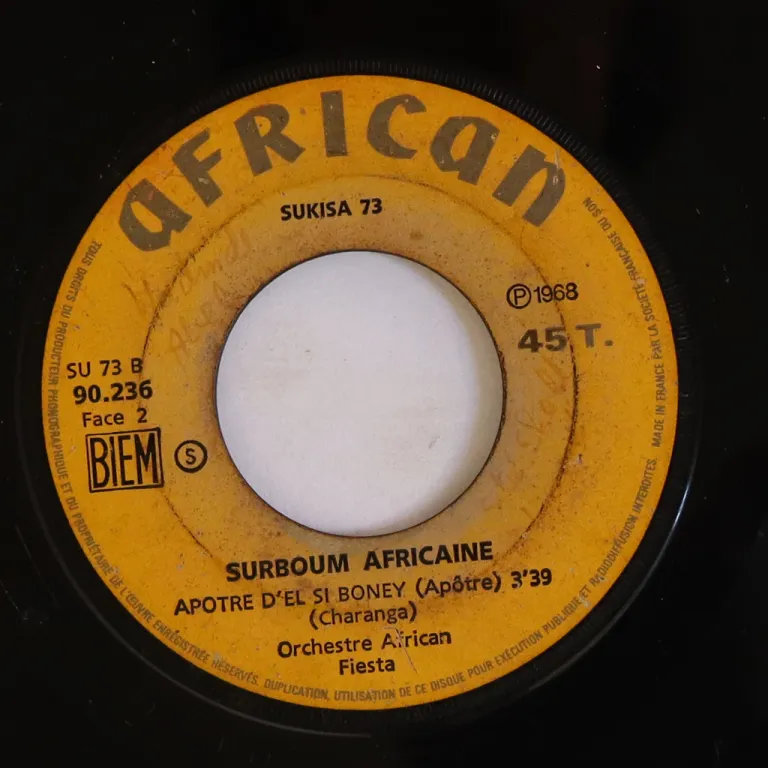 AFRICAN
SUKISA 73
℗ 1968
45 T.
SU 73 B
90.236
Face 2
BIEM
S
SURBOUM AFRICAINE
APOTRE D'EL SI BONEY (Apôtre) 3'39
(Charanga)
Orchestre African
Fiesta
TOUS DROITS DU PRODUCTEUR PHONOGRAPHIQUE ET DU PROPRIÉTAIRE DE L'ŒUVRE ENREGISTRÉE RÉSERVÉS. DUPLICATION, UTILISATION DE CE DISQUE POUR EXÉCUTION PUBLIQUE ET RADIODIFFUSION INTERDITES. MADE IN FRANCE PAR LA SOCIÉTÉ FRANÇAISE DU SON